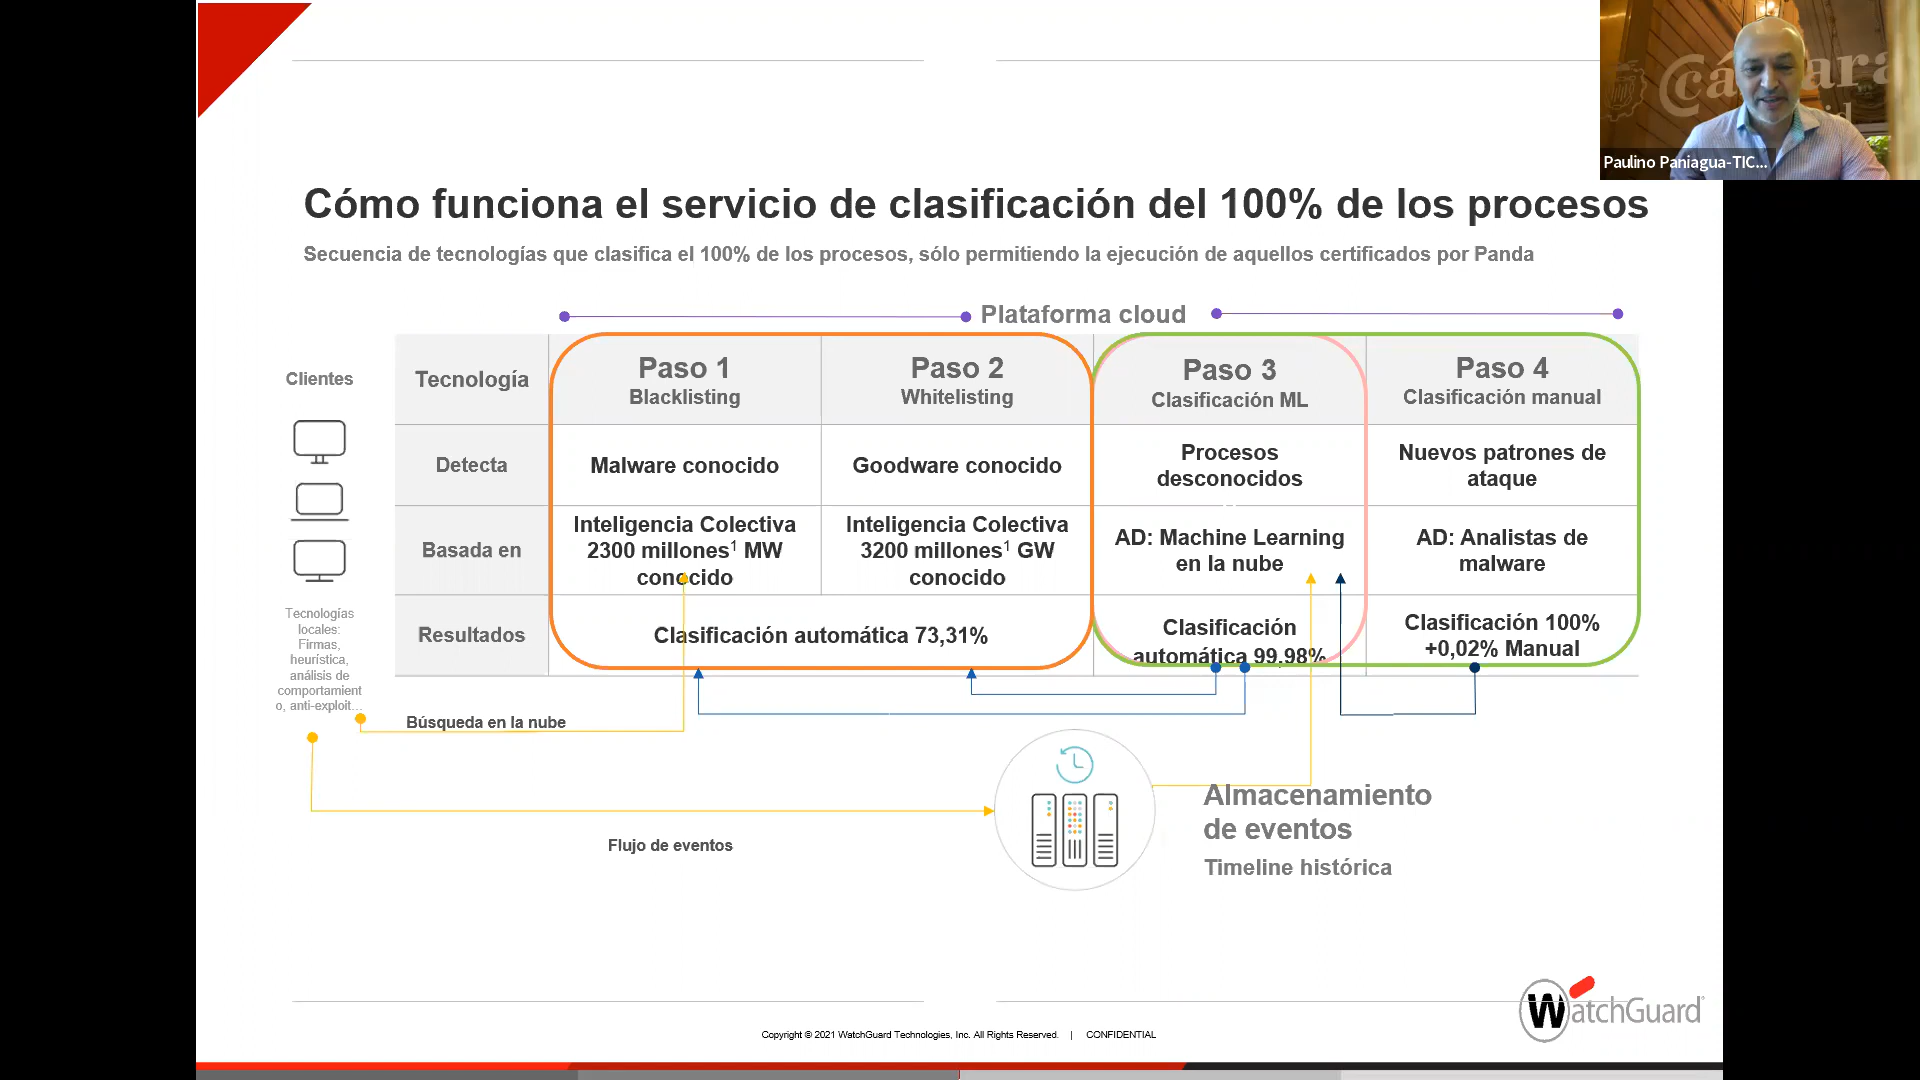 cámara
Paulino Paniagua-TIC...
Cómo funciona el servicio de clasificación del 100% de los procesos
Secuencia de tecnologías que clasifica el 100% de los procesos, sólo permitiendo la ejecución de aquellos certificados por Panda
Plataforma cloud
Clientes
Tecnología
Paso 1
Blacklisting
Paso 2
Whitelisting
Paso 3
Clasificación ML
Paso 4
Clasificación manual
Detecta
Malware conocido
Goodware conocido
Procesos
desconocidos
Nuevos patrones de
ataque
Basada en
Inteligencia Colectiva
2300 millones¹ MW
conocido
Inteligencia Colectiva
3200 millones¹ GW
conocido
AD: Machine Learning
en la nube
AD: Analistas de
malware
Resultados
Clasificación automática 73,31%
Clasificación
automática 99,98%
Clasificación 100%
+0,02% Manual
Tecnologías
locales:
Firmas,
heurística,
análisis de
comportamient
o, anti-exploit...
Búsqueda en la nube
Flujo de eventos
Almacenamiento
de eventos
Timeline histórica
WatchGuard
Copyright © 2021 WatchGuard Technologies, Inc. All Rights Reserved. | CONFIDENTIAL